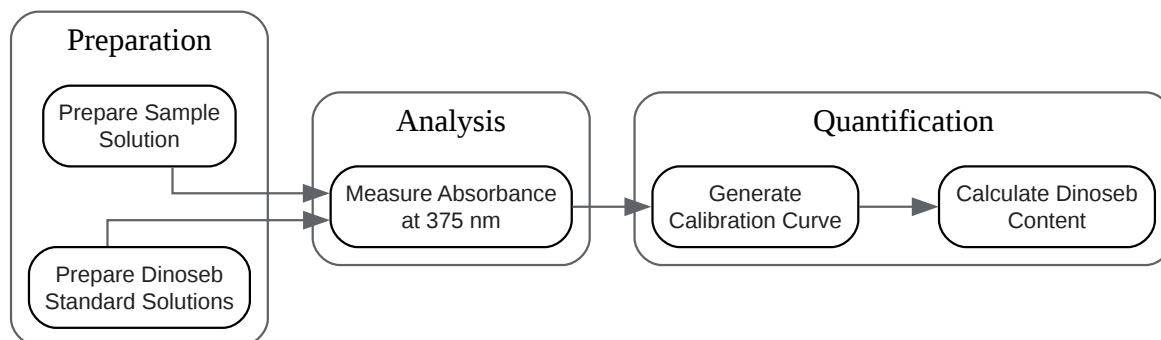 Preparation
Prepare Sample
Solution
Prepare Dinoseb
Standard Solutions
Analysis
Measure Absorbance
at 375 nm
Quantification
Generate
Calibration Curve
Calculate Dinoseb
Content